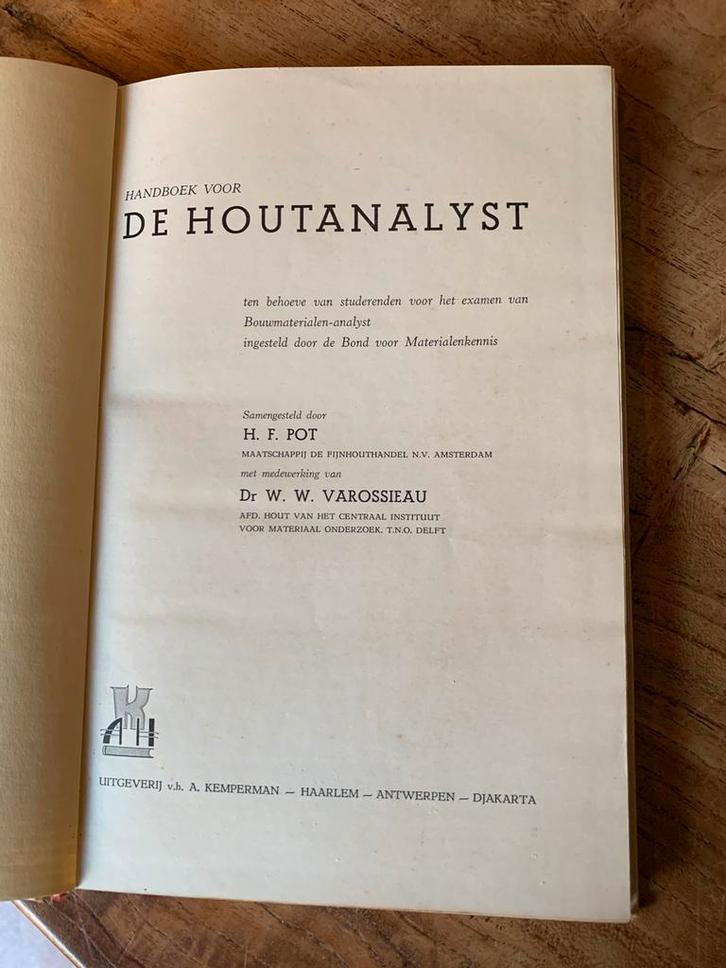 HANDBOEK VOOR
DE HOUTANALYST
ten behoeve van studerenden voor het examen van
Bouwmaterialen-analyst
ingesteld door de Bond voor Materialenkennis
Samengesteld door
H. F. POT
MAATSCHAPPIJ DE FIJNHOUTHANDEL N.V. AMSTERDAM
met medewerking van
Dr W. W. VAROSSIEAU
AFD. HOUT VAN HET CENTRAAL INSTITUUT
VOOR MATERIAAL ONDERZOEK. T.N.O. DELFT
K
AH
UITGEVERIJ v.h. A. KEMPERMAN — HAARLEM — ANTWERPEN — DJAKARTA